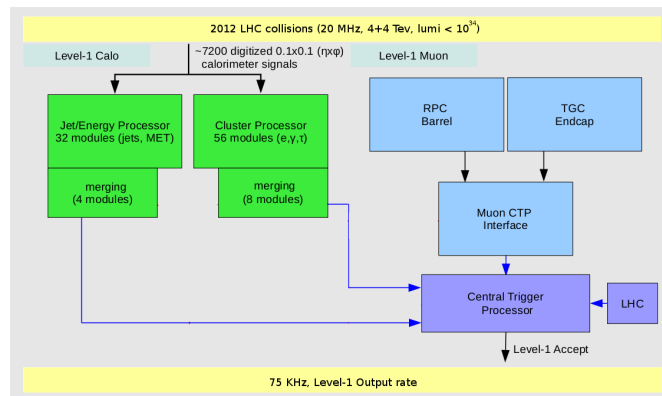 2012 LHC collisions (20 MHz, 4+4 Tev, lumi < 10³⁴)
Level-1 Calo
~7200 digitized 0.1x0.1 (ηxφ)
calorimeter signals
Level-1 Muon
Jet/Energy Processor
32 modules (jets, MET)
Cluster Processor
56 modules (e,γ,τ)
RPC
Barrel
TGC
Endcap
merging
(4 modules)
merging
(8 modules)
Muon CTP
Interface
Central Trigger
Processor
LHC
Level-1 Accept
75 KHz, Level-1 Output rate